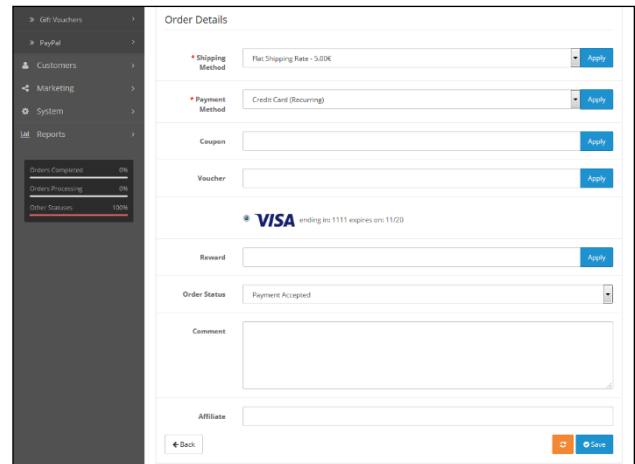 Gift Vouchers
PayPal
Customers
Marketing
System
Reports
Orders Completed 0%
Orders Processing 0%
Other Statuses 100%
Order Details
* Shipping Method
Flat Shipping Rate - 5.00€
Apply
* Payment Method
Credit Card (Recurring)
Apply
Coupon
Apply
Voucher
Apply
VISA ending in: 1111 expires on: 11/20
Reward
Apply
Order Status
Payment Accepted
Comment
Affiliate
Back
Save